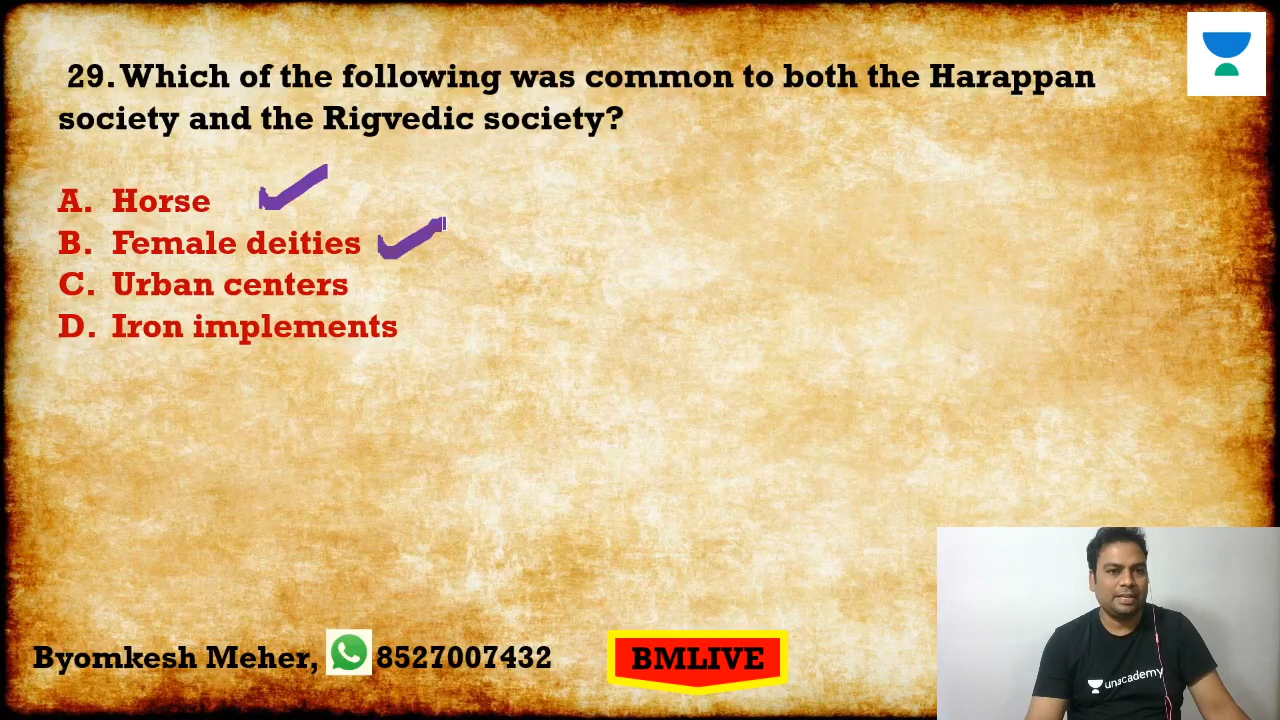 29. Which of the following was common to both the Harappan
society and the Rigvedic society?
A. Horse
B. Female deities
C. Urban centers
D. Iron implements
Byomkesh Meher, 8527007432
BMLIVE
unacademy